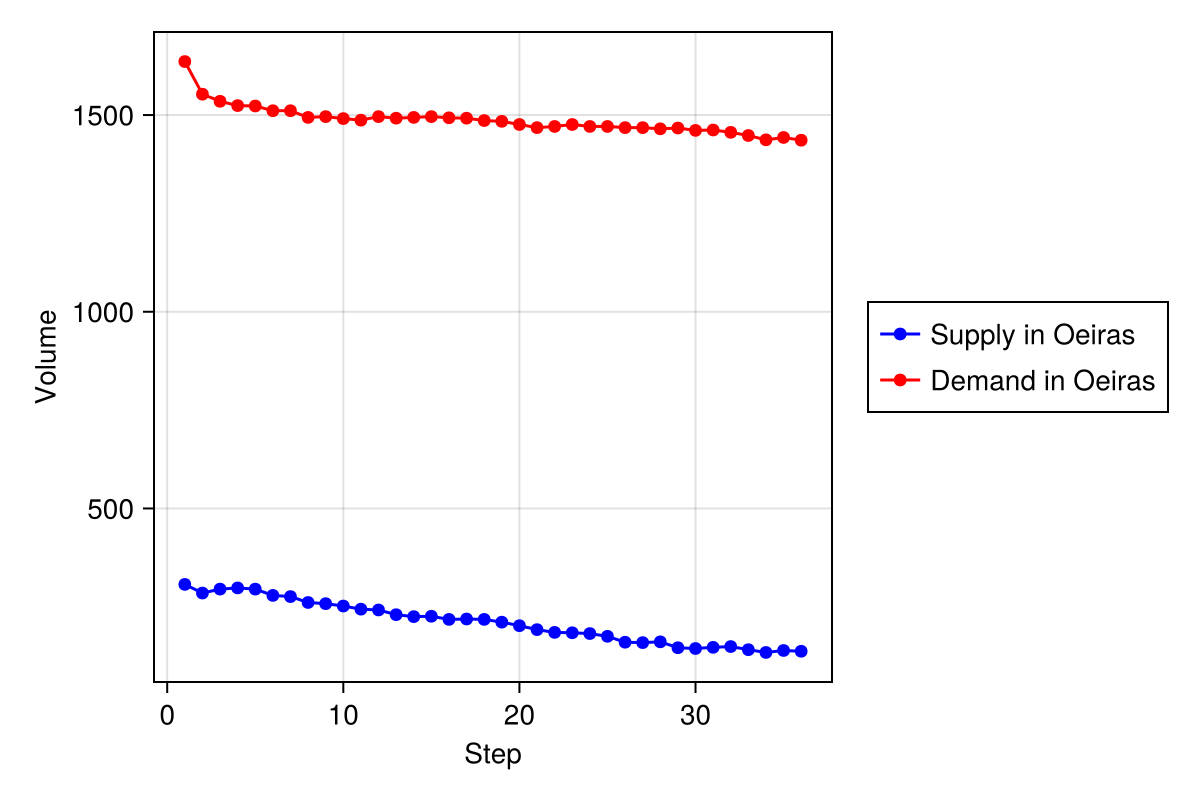 1500
1000
500
Volume
0 10 20 30
Step
Supply in Oeiras
Demand in Oeiras